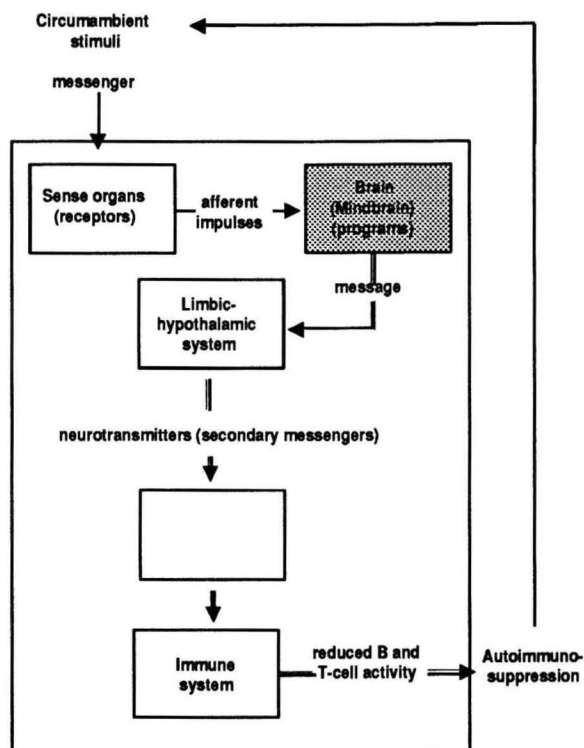 Circumambient
stimuli
messenger
Sense organs
(receptors)
afferent
impulses
Brain
(Mindbrain)
(programs)
message
Limbic-
hypothalamic
system
neurotransmitters (secondary messengers)
Immune
system
reduced B and
T-cell activity
Autoimmuno-
suppression